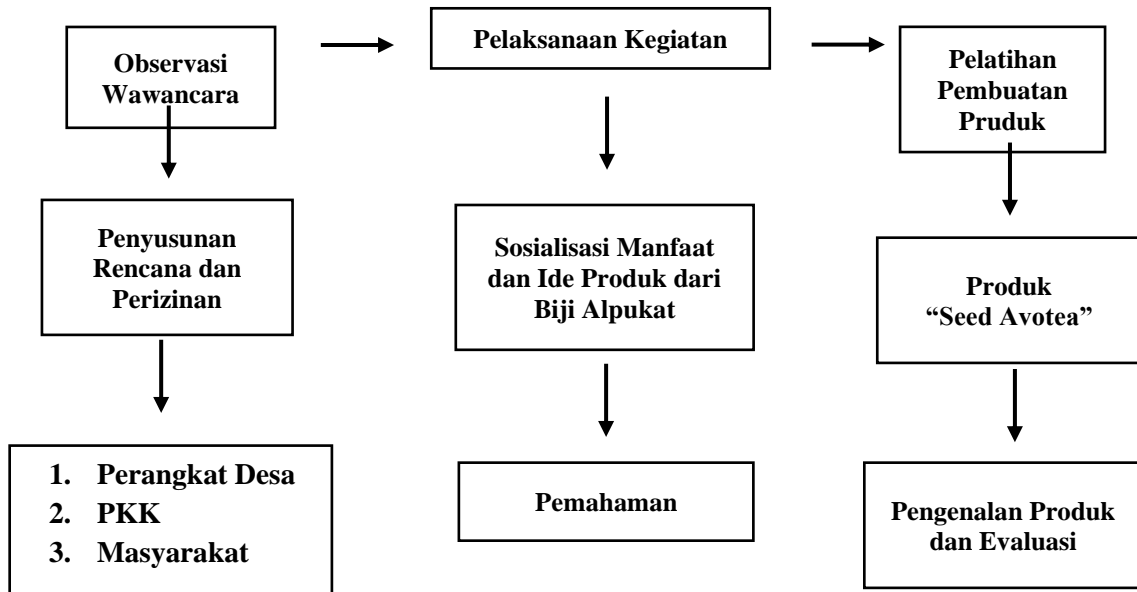 Observasi
Wawancara
Penyusunan
Rencana dan
Perizinan
1. Perangkat Desa
2. PKK
3. Masyarakat
Pelaksanaan Kegiatan
Sosialisasi Manfaat
dan Ide Produk dari
Biji Alpukat
Pemahaman
Pelatihan
Pembuatan
Pruduk
Produk
“Seed Avotea”
Pengenalan Produk
dan Evaluasi